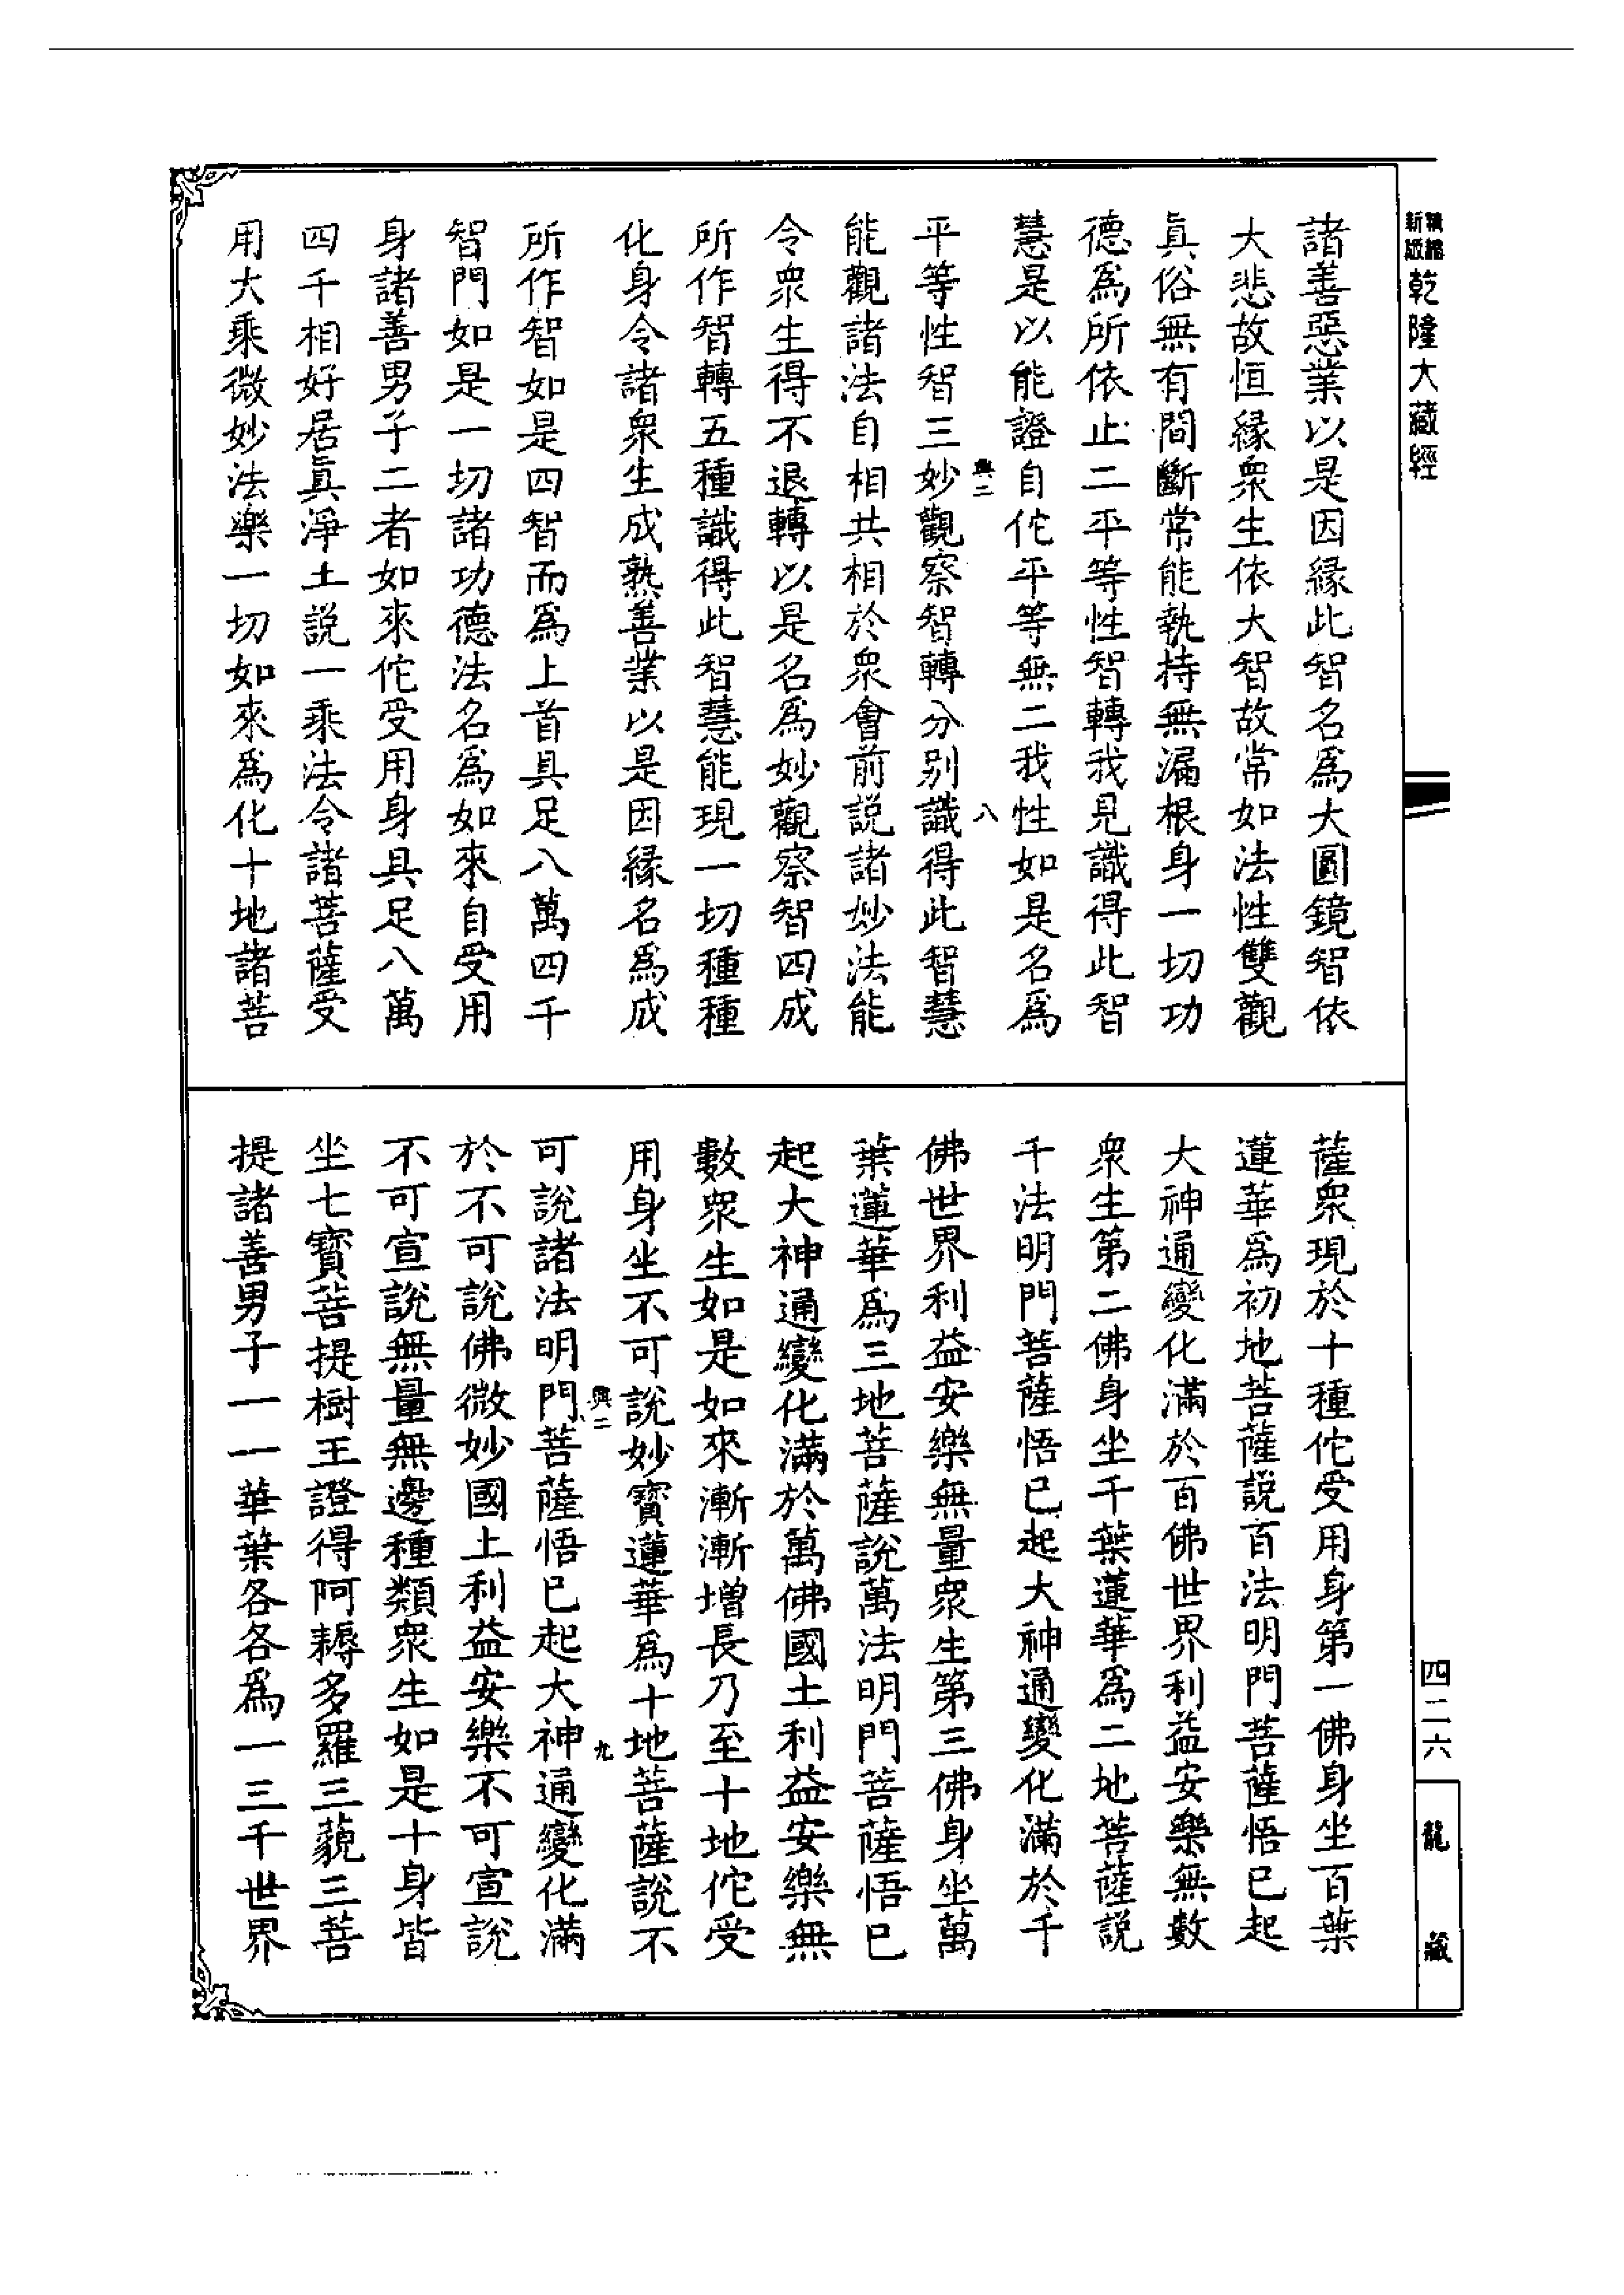 新版
精縮
乾隆大藏經
諸善惡業以是因緣此智名爲大圓鏡智依
大悲故恒緣衆生依大智故常如法性雙觀
真俗無有間斷常能執持無漏根身一切功
德爲所依止二平等性智轉我見識得此智
慧是以能證自佗平等無二我性如是名爲
興二
八
平等性智三妙觀察智轉分別識得此智慧
能觀諸法自相共相於衆會前說諸妙法能
令衆生得不退轉以是名爲妙觀察智四成
所作智轉五種識得此智慧能現一切種種
化身令諸衆生成熟善業以是因緣名爲成
所作智如是四智而爲上首具足八萬四千
智門如是一切諸功德法名爲如來自受用
身諸善男子二者如來佗受用身具足八萬
四千相好居真淨土說一乘法令諸菩薩受
用大乘微妙法樂一切如來爲化十地諸菩
薩衆現於十種佗受用身第一佛身坐百葉
蓮華爲初地菩薩說百法明門菩薩悟已起
大神通變化滿於百佛世界利益安樂無數
衆生第二佛身坐千葉蓮華爲二地菩薩說
千法明門菩薩悟已起大神通變化滿於千
佛世界利益安樂無量衆生第三佛身坐萬
葉蓮華爲三地菩薩說萬法明門菩薩悟已
起大神通變化滿於萬佛國土利益安樂無
數衆生如是如來漸漸增長乃至十地佗受
用身坐不可說妙寶蓮華爲十地菩薩說不
興二
九
可說諸法明門菩薩悟已起大神通變化滿
於不可說佛微妙國土利益安樂不可宣說
不可宣說無量無邊種類衆生如是十身皆
坐七寶菩提樹王證得阿耨多羅三藐三菩
提諸善男子一一華葉各各爲一三千世界
四二六
龍藏